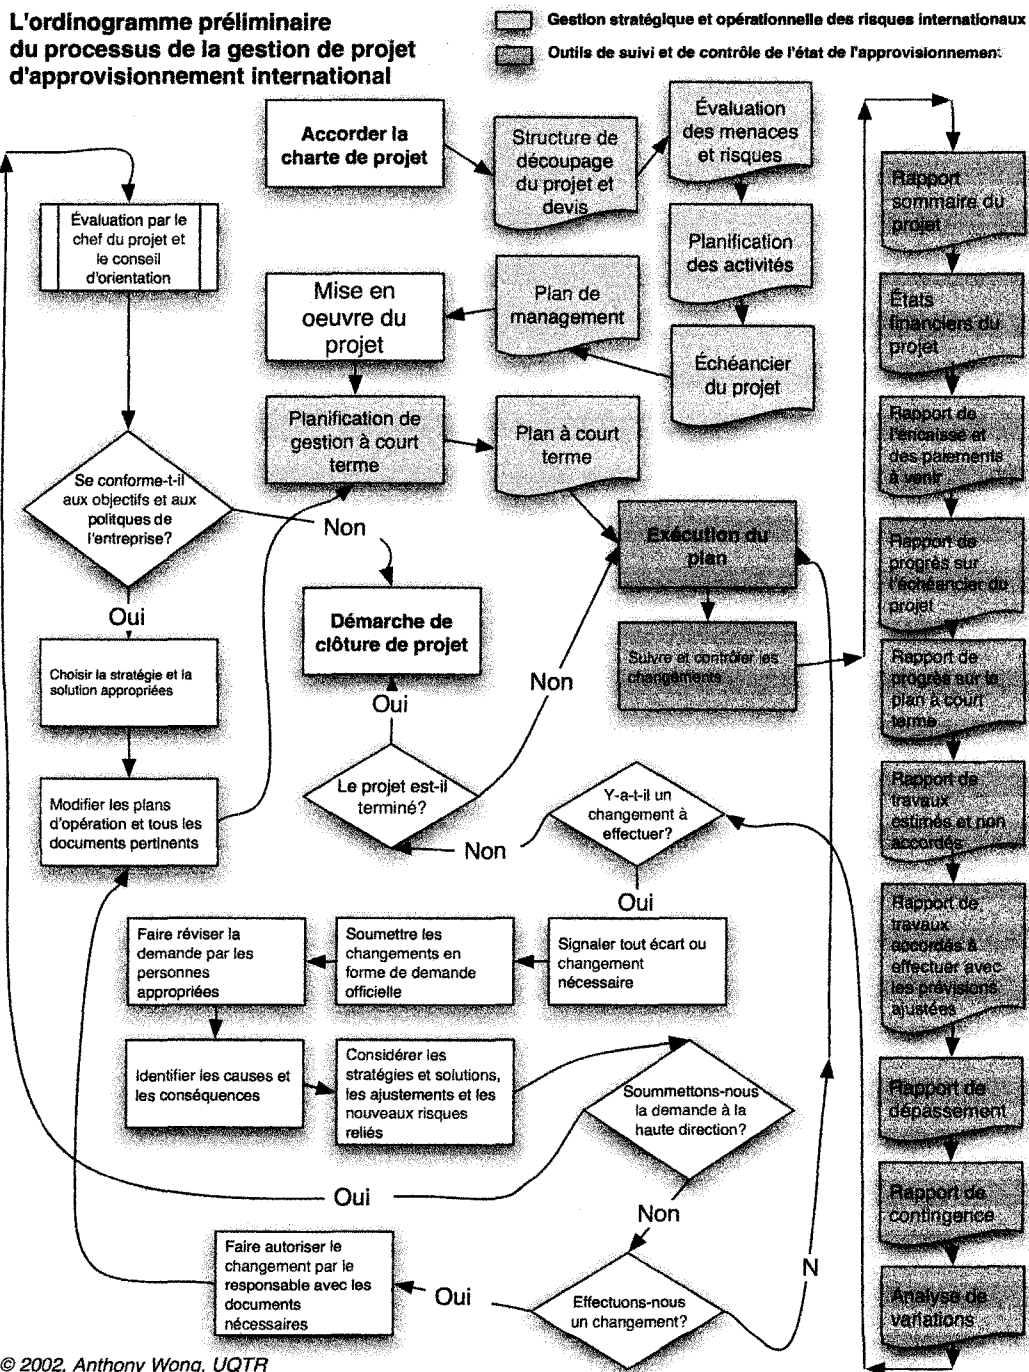 L'ordinogramme préliminaire
du processus de la gestion de projet
d'approvisionnement international
Gestion stratégique et opérationnelle des risques internationaux
Outils de suivi et de contrôle de l'état de l'approvisionnement
Accorder la
charte de projet
Structure de
découpage
du projet et
devis
Évaluation
des menaces
et risques
Planification
des activités
Échéancier
du projet
Plan de
management
Mise en
oeuvre du
projet
Planification de
gestion à court
terme
Plan à court
terme
Exécution du
plan
Suivre et contrôler les
changements
Rapport
sommaire du
projet
États
financiers du
projet
Rapport de
l'encaisse et
des paiements
à venir
Rapport de
progrès sur
l'échéancier du
projet
Rapport de
progrès sur le
plan à court
terme
Rapport de
travaux
estimés et non
accordés
Rapport de
travaux
accordés à
effectuer avec
les prévisions
ajustées
Rapport de
dépassement
Rapport de
contingence
Analyse de
variations
Y-a-t-il un
changement à
effectuer?
Non
Le projet est-il
terminé?
Non
Oui
Démarche de
clôture de projet
Oui
Signaler tout écart ou
changement
nécessaire
Soumettre les
changements en
forme de demande
officielle
Faire réviser la
demande par les
personnes
appropriées
Identifier les causes et
les conséquences
Considérer les
stratégies et solutions,
les ajustements et les
nouveaux risques
reliés
Soummettons-nous
la demande à la
haute direction?
Oui
Non
Effectuons-nous
un changement?
N
Oui
Faire autoriser le
changement par le
responsable avec les
documents
nécessaires
Évaluation par le
chef du projet et
le conseil
d'orientation
Se conforme-t-il
aux objectifs et aux
politques de
l'entreprise?
Non
Oui
Choisir la stratégie et la
solution appropriées
Modifier les plans
d'opération et tous les
documents pertinents
© 2002, Anthony Wong, UQTR